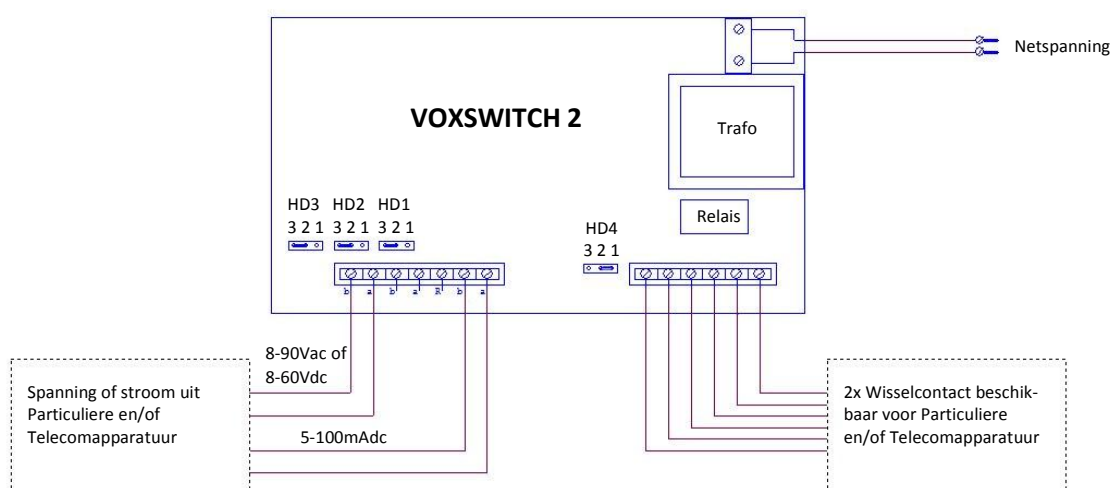 Netspanning
VOXSWITCH 2
Trafo
Relais
HD3 HD2 HD1
3 2 1 3 2 1 3 2 1
HD4
3 2 1
8-90Vac of
8-60Vdc
Spanning of stroom uit
Particuliere en/of
Telecomapparatuur
5-100mAdc
2x Wisselcontact beschik-
baar voor Particuliere
en/of Telecomapparatuur